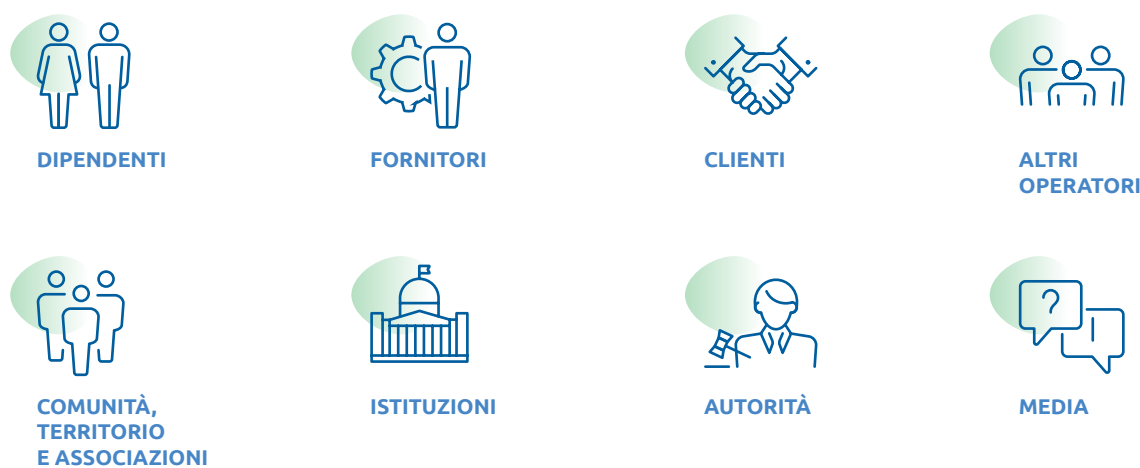 DIPENDENTI
FORNITORI
CLIENTI
ALTRI
OPERATORI
COMUNITÀ,
TERRITORIO
E ASSOCIAZIONI
ISTITUZIONI
AUTORITÀ
MEDIA